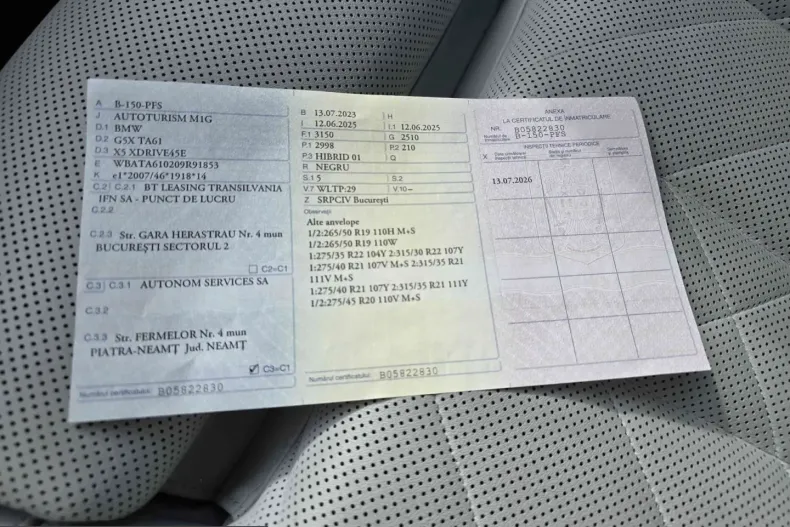 A B-150-PFS
J AUTOTURISM M1G
D.1 BMW
D.2 G5X TA61
D.3 X5 XDRIVE45E
E WBATA610209R91853
K e1*2007/46*1918*14
C.2 C.2.1 BT LEASING TRANSILVANIA
IFN SA - PUNCT DE LUCRU
C.2.2
C.2.3 Str. GARA HERASTRAU Nr. 4 mun
BUCUREȘTI SECTORUL 2
C2=C1
C.3 C.3.1 AUTONOM SERVICES SA
C.3.2
C.3.3 Str. FERMELOR Nr. 4 mun
PIATRA-NEAMȚ Jud. NEAMȚ
C3=C1
Numărul certificatului: B05822830
B 13.07.2023 H
I 12.06.2025 I.1 12.06.2025
F.1 3150 G 2510
P.1 2998 P.2 210
P.3 HIBRID 01 Q
R NEGRU
S.1 5 S.2
V.7 WLTP:29 V.10 –
Z SRPCIV București
Observații
Alte anvelope
1/2:265/50 R19 110H M+S
1/2:265/50 R19 110W
1:275/35 R22 104Y 2:315/30 R22 107Y
1:275/40 R21 107V M+S 2:315/35 R21
111V M+S
1:275/40 R21 107Y 2:315/35 R21 111Y
1/2:275/45 R20 110V M+S
Numărul certificatului: B05822830
ANEXA
LA CERTIFICATUL DE ÎNMATRICULARE
NR. B05822830
Numărul de înmatriculare B-150-PFS
INSPECȚII TEHNICE PERIODICE
X
13.07.2026